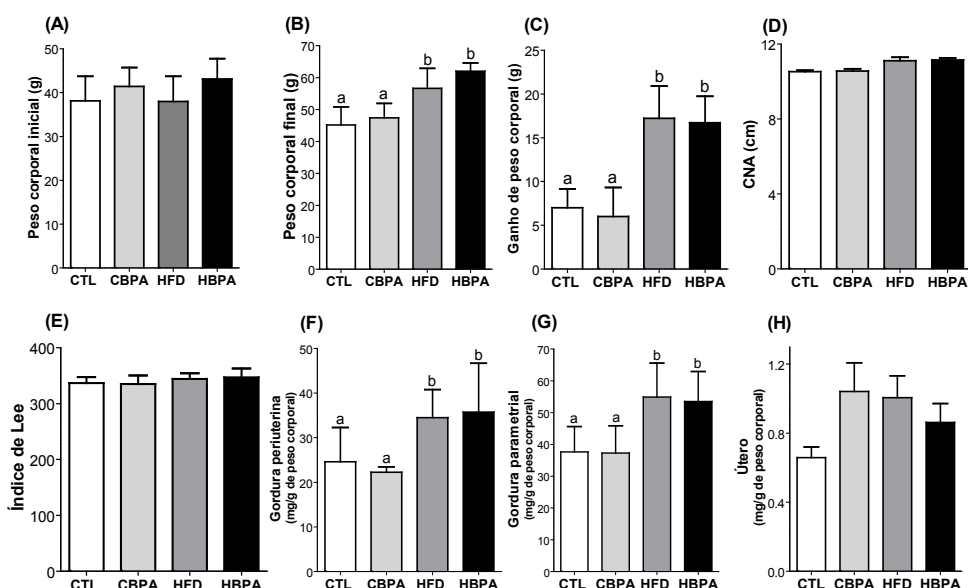 (A)
Peso corporal inicial (g)
50
40
30
20
10
0
CTL CBPA HFD HBPA
(B)
Peso corporal final (g)
70
60
50
40
30
20
10
0
a a b b
CTL CBPA HFD HBPA
(C)
Ganho de peso corporal (g)
25
20
15
10
5
0
a a b b
CTL CBPA HFD HBPA
(D)
CNA (cm)
12
8
4
0
CTL CBPA HFD HBPA
(E)
Índice de Lee
400
300
200
100
0
CTL CBPA HFD HBPA
(F)
Gordura periuterina
(mg/g de peso corporal)
50
40
30
20
10
0
a a b b
CTL CBPA HFD HBPA
(G)
Gordura parametrial
(mg/g de peso corporal)
70
60
50
40
30
20
10
0
a a b b
CTL CBPA HFD HBPA
(H)
Útero
(mg/g de peso corporal)
1.2
0.8
0.4
0.0
CTL CBPA HFD HBPA